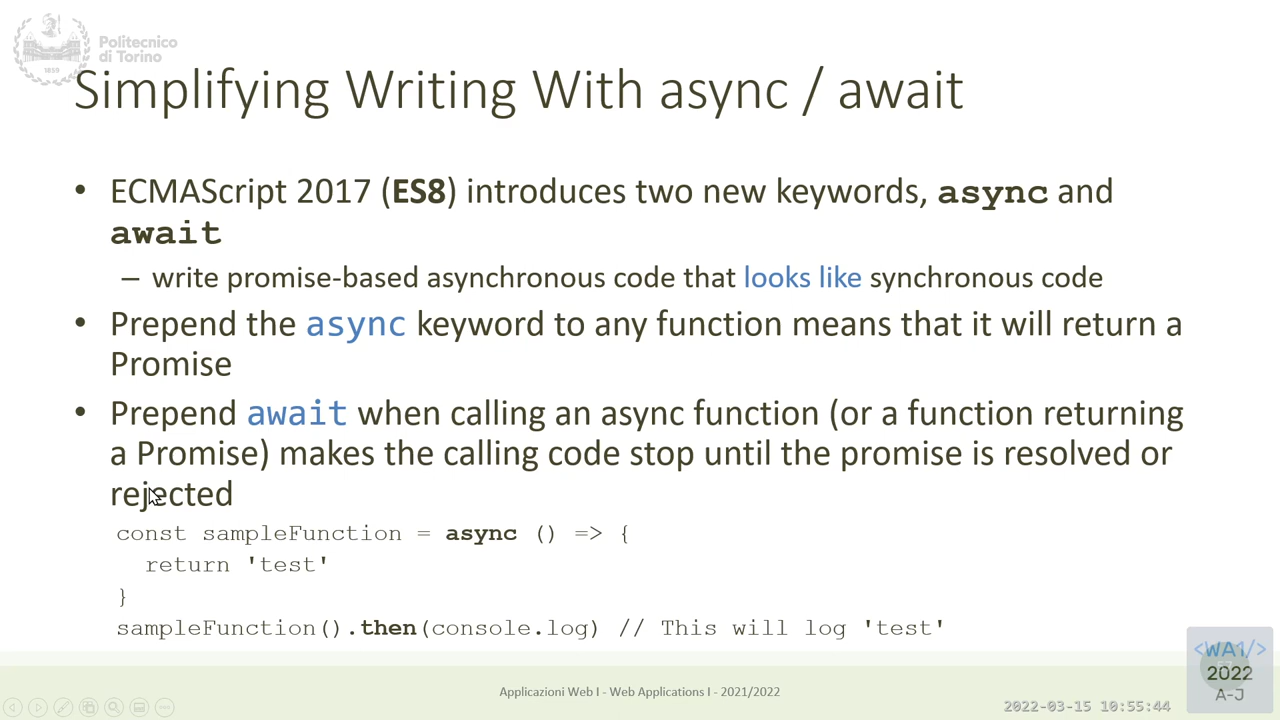 Politecnico
di Torino
1859
Simplifying Writing With async / await
• ECMAScript 2017 (ES8) introduces two new keywords, async and
await
– write promise-based asynchronous code that looks like synchronous code
• Prepend the async keyword to any function means that it will return a
Promise
• Prepend await when calling an async function (or a function returning
a Promise) makes the calling code stop until the promise is resolved or
rejected
const sampleFunction = async () => {
return 'test'
}
sampleFunction().then(console.log) // This will log 'test'
Applicazioni Web I - Web Applications I - 2021/2022
2022-03-15 10:55:44
<WA1/>
2022
A-J